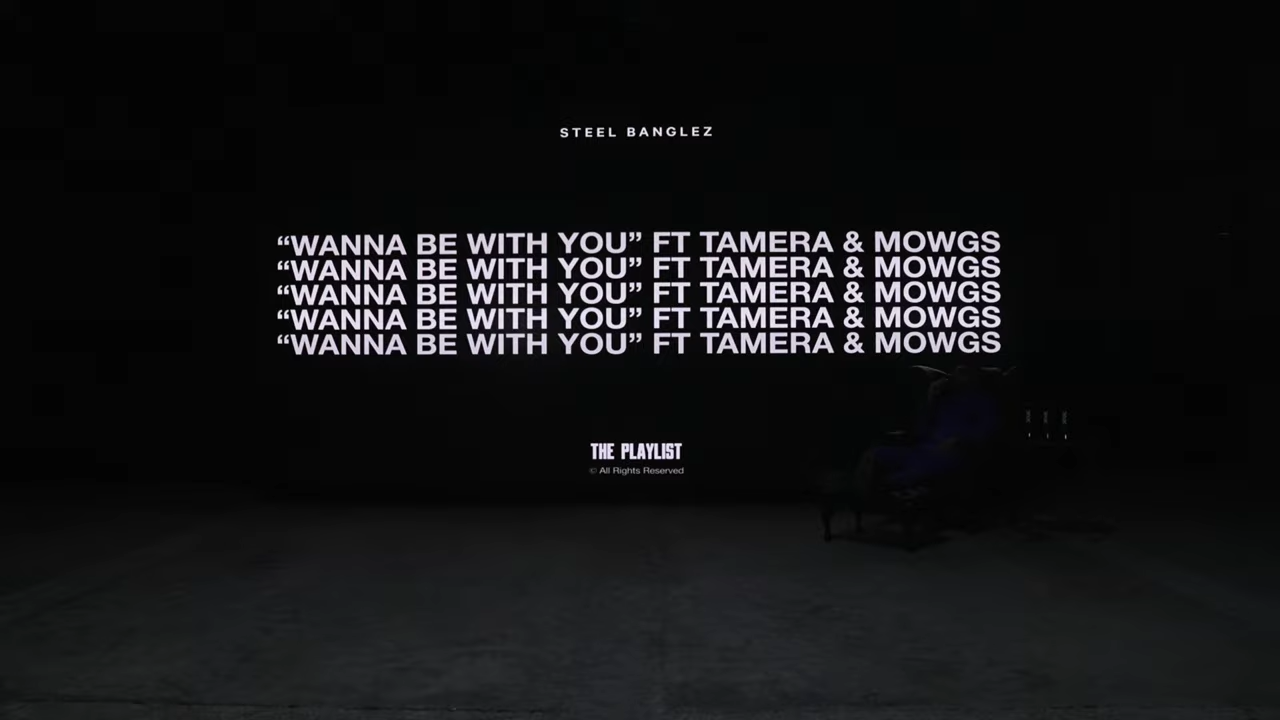 STEEL BANGLEZ
“WANNA BE WITH YOU” FT TAMERA & MOWGS
“WANNA BE WITH YOU” FT TAMERA & MOWGS
“WANNA BE WITH YOU” FT TAMERA & MOWGS
“WANNA BE WITH YOU” FT TAMERA & MOWGS
“WANNA BE WITH YOU” FT TAMERA & MOWGS
THE PLAYLIST
© All Rights Reserved